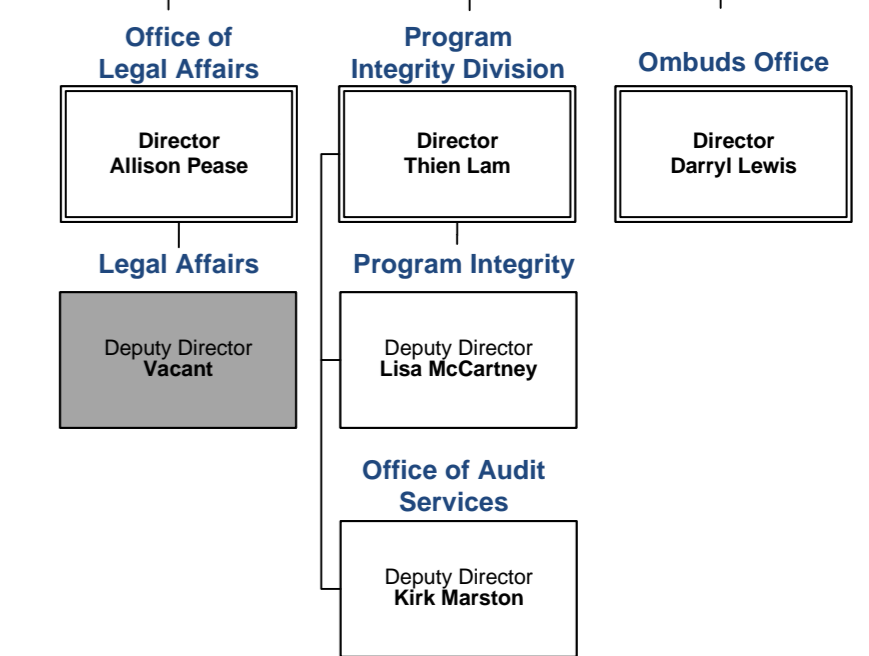 Office of
Legal Affairs
Director
Allison Pease
Legal Affairs
Deputy Director
Vacant
Program
Integrity Division
Director
Thien Lam
Program Integrity
Deputy Director
Lisa McCartney
Office of Audit
Services
Deputy Director
Kirk Marston
Ombuds Office
Director
Darryl Lewis